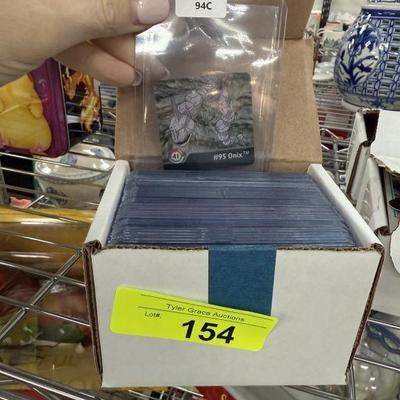 94C
#95 Onix™
Tyler Grace Auctions
Lot#:
154